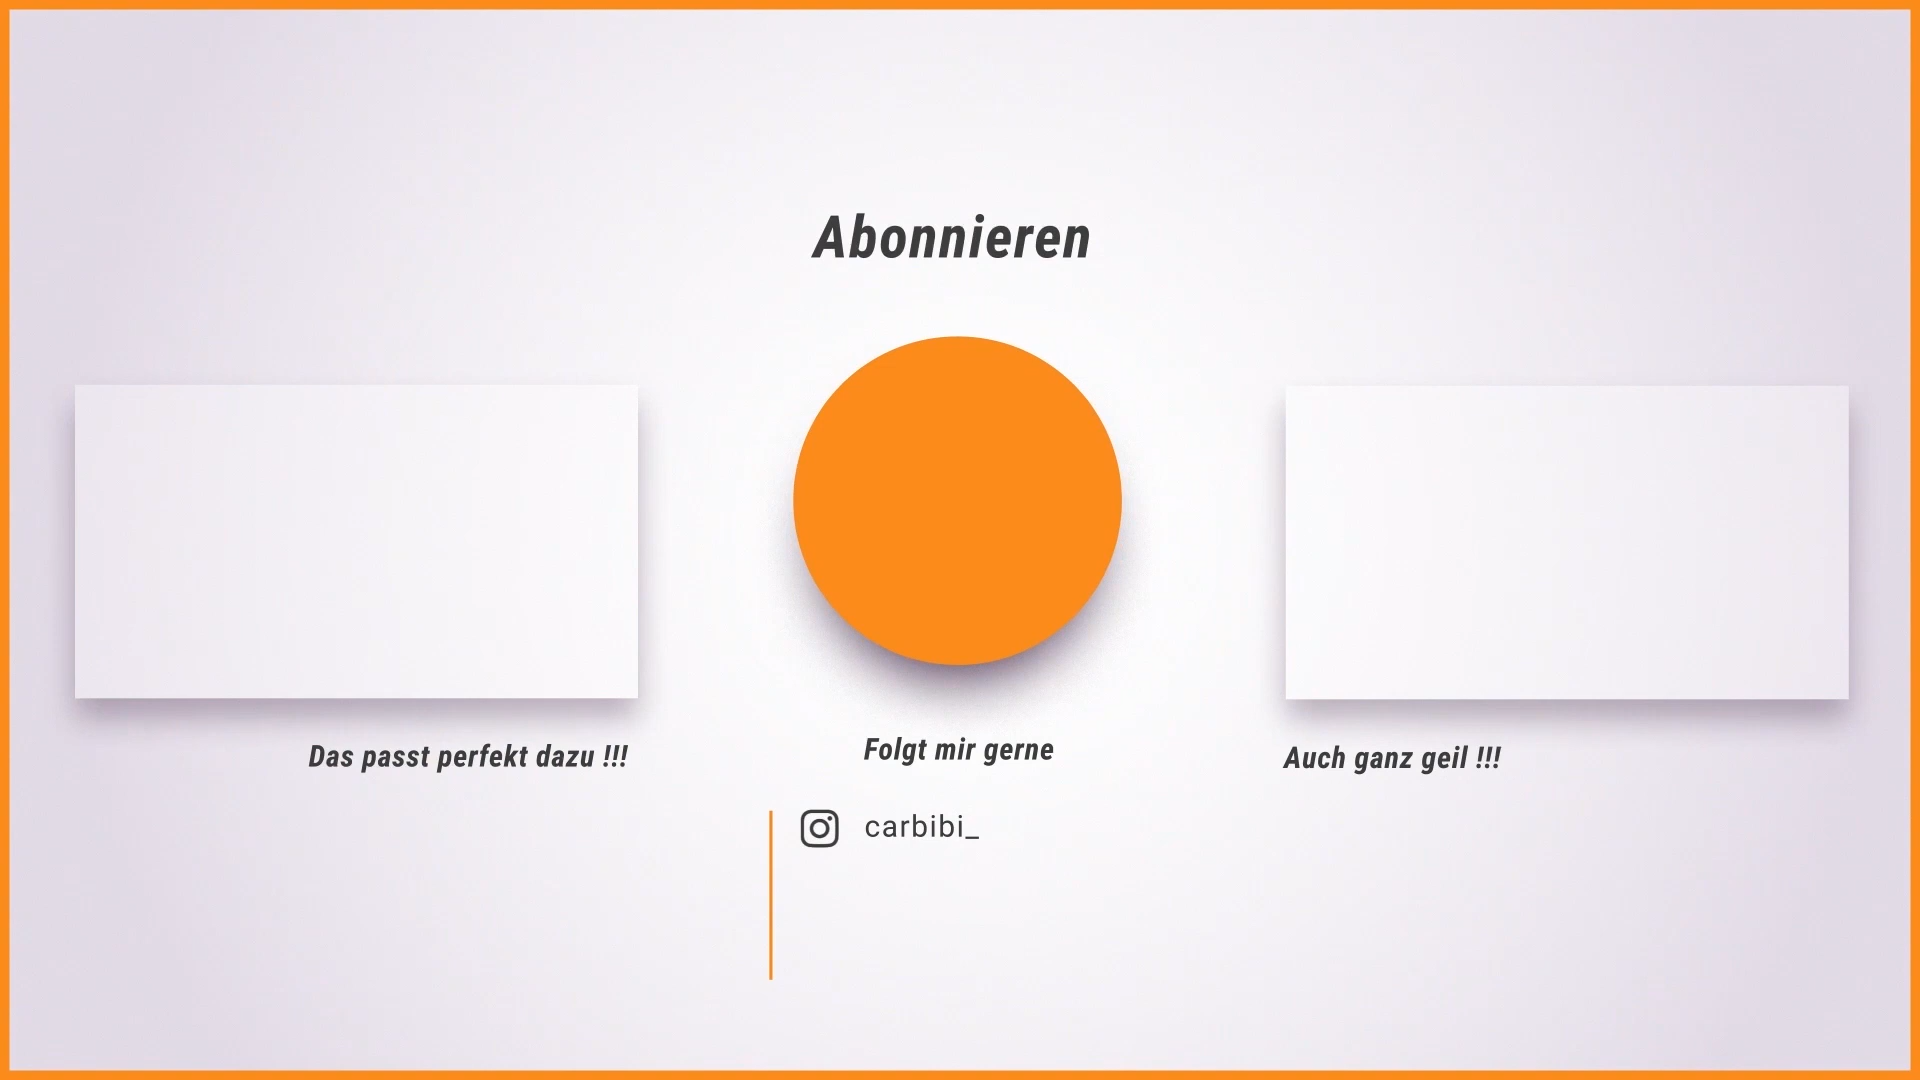 Abonnieren
Das passt perfekt dazu !!!
Folgt mir gerne
Auch ganz geil !!!
carbibi_